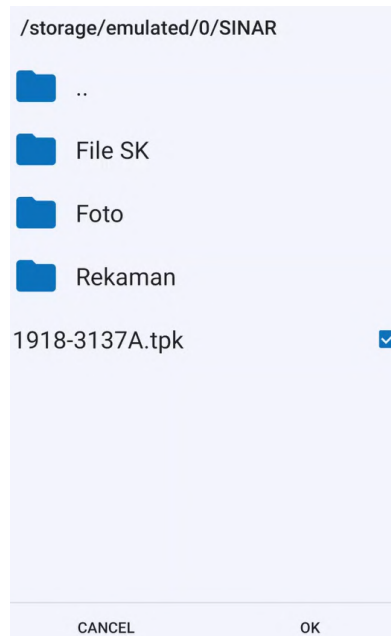 /storage/emulated/0/SINAR
..
File SK
Foto
Rekaman
1918-3137A.tpk
CANCEL OK